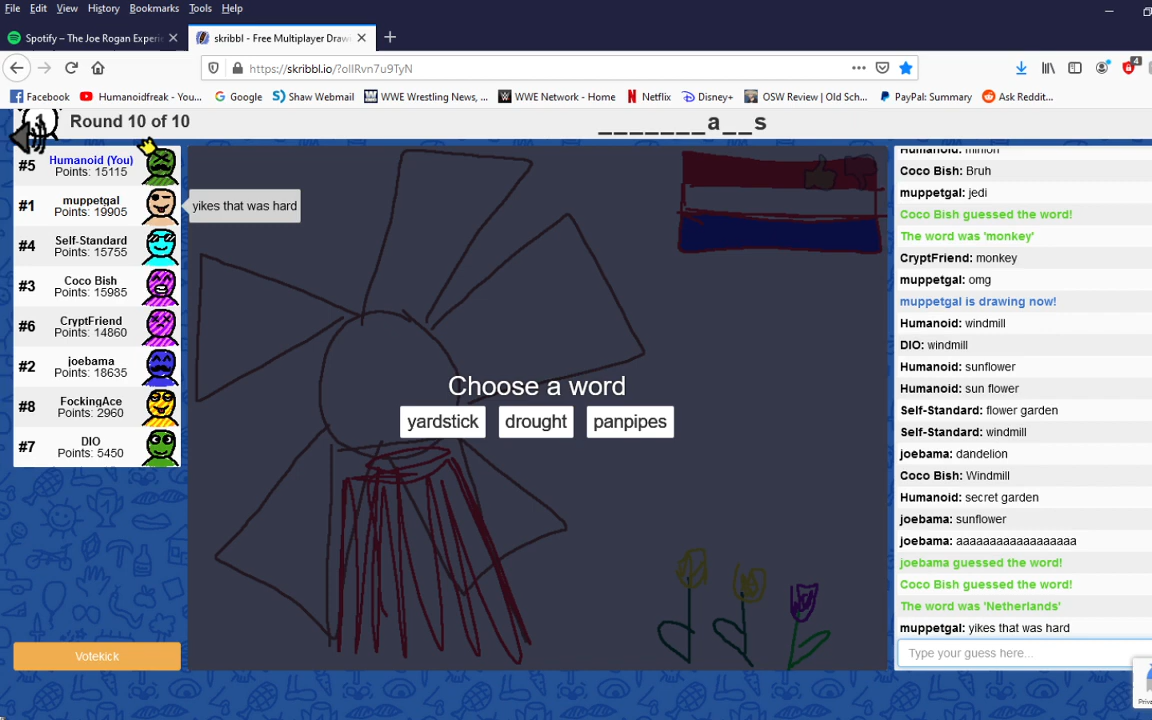 File Edit View History Bookmarks Tools Help
Spotify – The Joe Rogan Experi
skribbl - Free Multiplayer Drawi
https://skribbl.io/?olIRvn7u9TyN
4
Facebook Humanoidfreak - You... Google Shaw Webmail WWE Wrestling News, ... WWE Network - Home Netflix Disney+ OSW Review | Old Sch... PayPal: Summary Ask Reddit...
1 Round 10 of 10 _______a__s
#5 Humanoid (You)
Points: 15115
#1 muppetgal
Points: 19905
yikes that was hard
#4 Self-Standard
Points: 15755
#3 Coco Bish
Points: 15985
#6 CryptFriend
Points: 14860
#2 joebama
Points: 18635
#8 FockingAce
Points: 2960
#7 DIO
Points: 5450
Votekick
Choose a word
yardstick drought panpipes
Humanoid: minion
Coco Bish: Bruh
muppetgal: jedi
Coco Bish guessed the word!
The word was 'monkey'
CryptFriend: monkey
muppetgal: omg
muppetgal is drawing now!
Humanoid: windmill
DIO: windmill
Humanoid: sunflower
Humanoid: sun flower
Self-Standard: flower garden
Self-Standard: windmill
joebama: dandelion
Coco Bish: Windmill
Humanoid: secret garden
joebama: sunflower
joebama: aaaaaaaaaaaaaaaaaa
joebama guessed the word!
Coco Bish guessed the word!
The word was 'Netherlands'
muppetgal: yikes that was hard
Type your guess here...
Priva